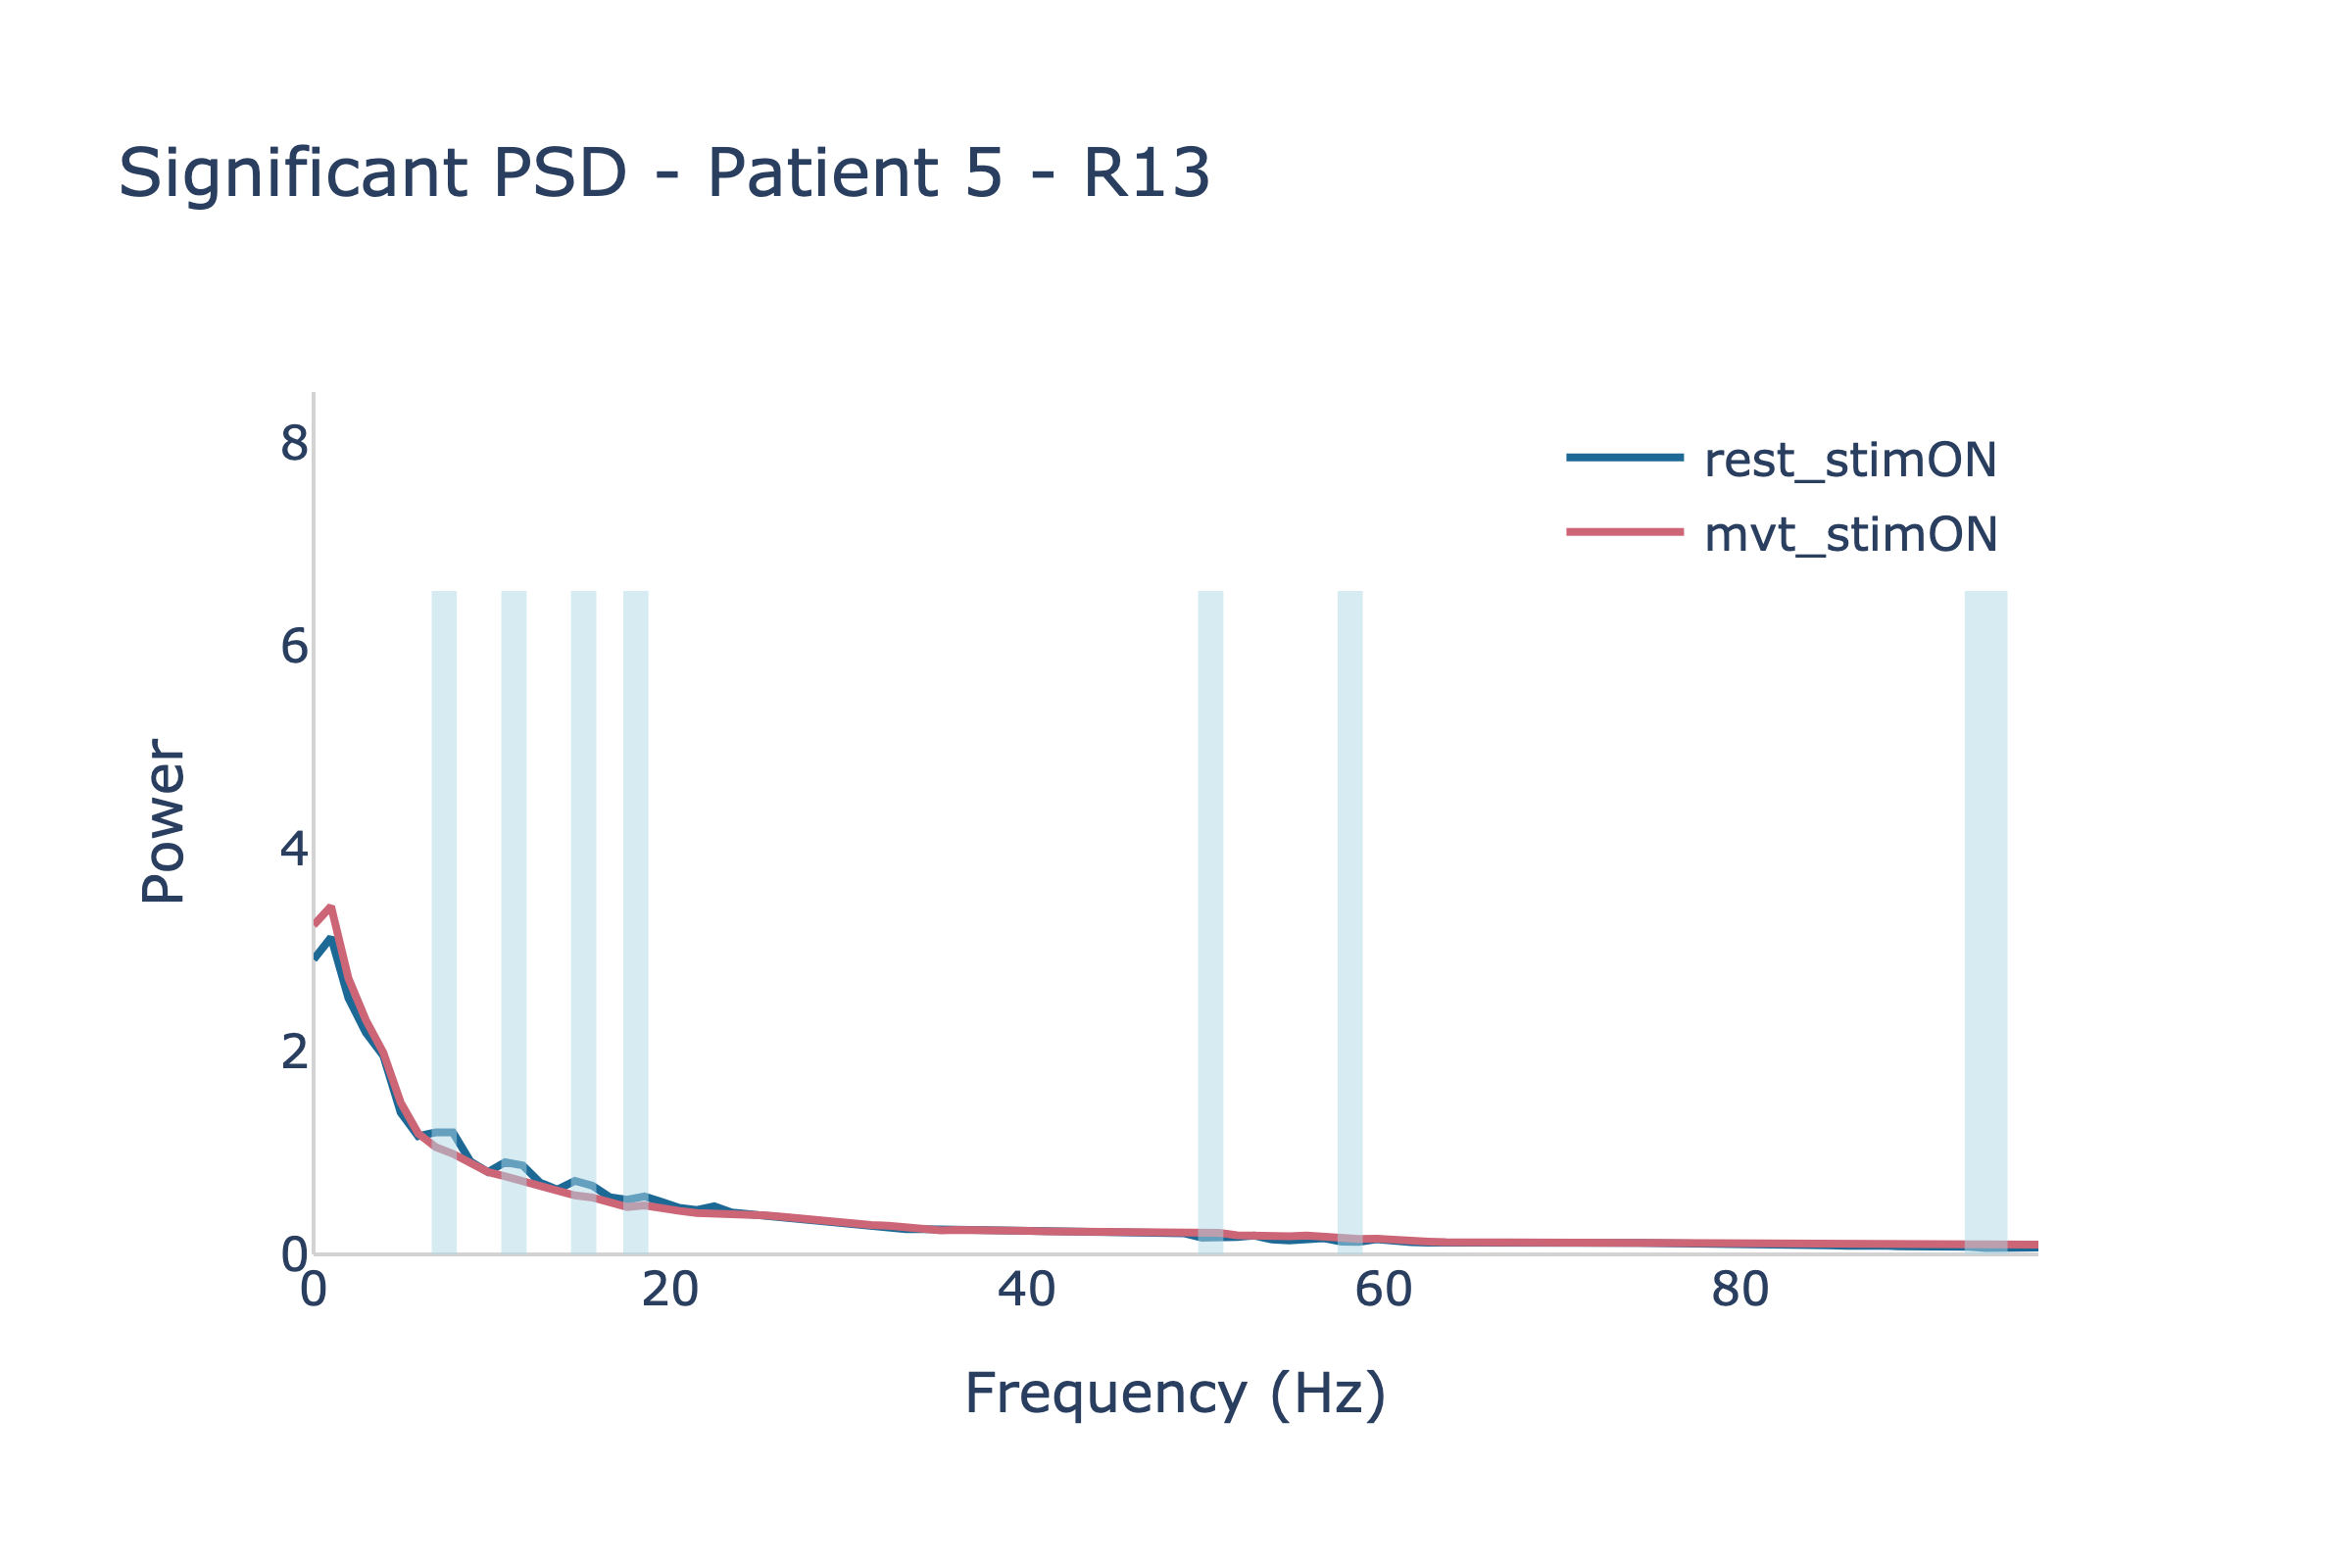 Significant PSD - Patient 5 - R13
rest_stimON
mvt_stimON
8
6
4
2
0
Power
0 20 40 60 80
Frequency (Hz)